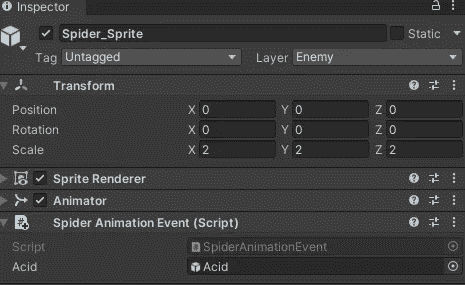 Inspector
Spider_Sprite Static
Tag Untagged Layer Enemy
Transform
Position X 0 Y 0 Z 0
Rotation X 0 Y 0 Z 0
Scale X 2 Y 2 Z 2
Sprite Renderer
Animator
Spider Animation Event (Script)
Script SpiderAnimationEvent
Acid Acid